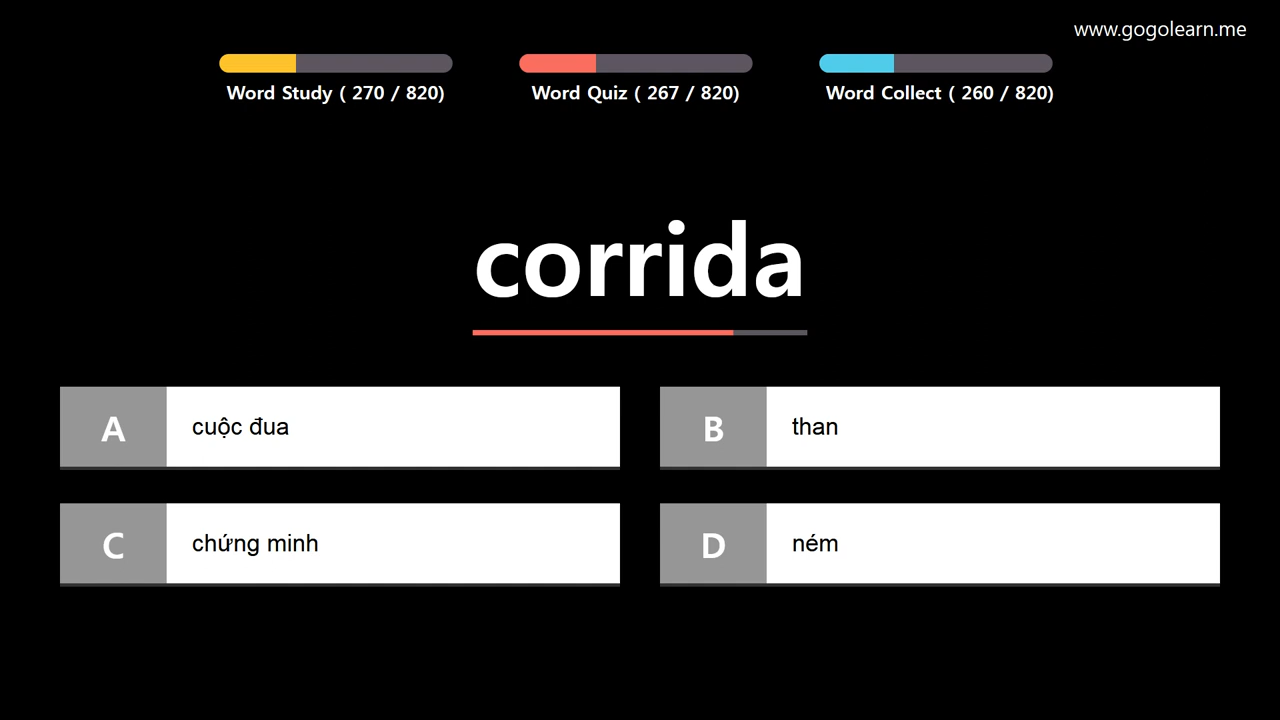 www.gogolearn.me
Word Study ( 270 / 820)
Word Quiz ( 267 / 820)
Word Collect ( 260 / 820)
corrida
A
cuộc đua
B
than
C
chứng minh
D
ném